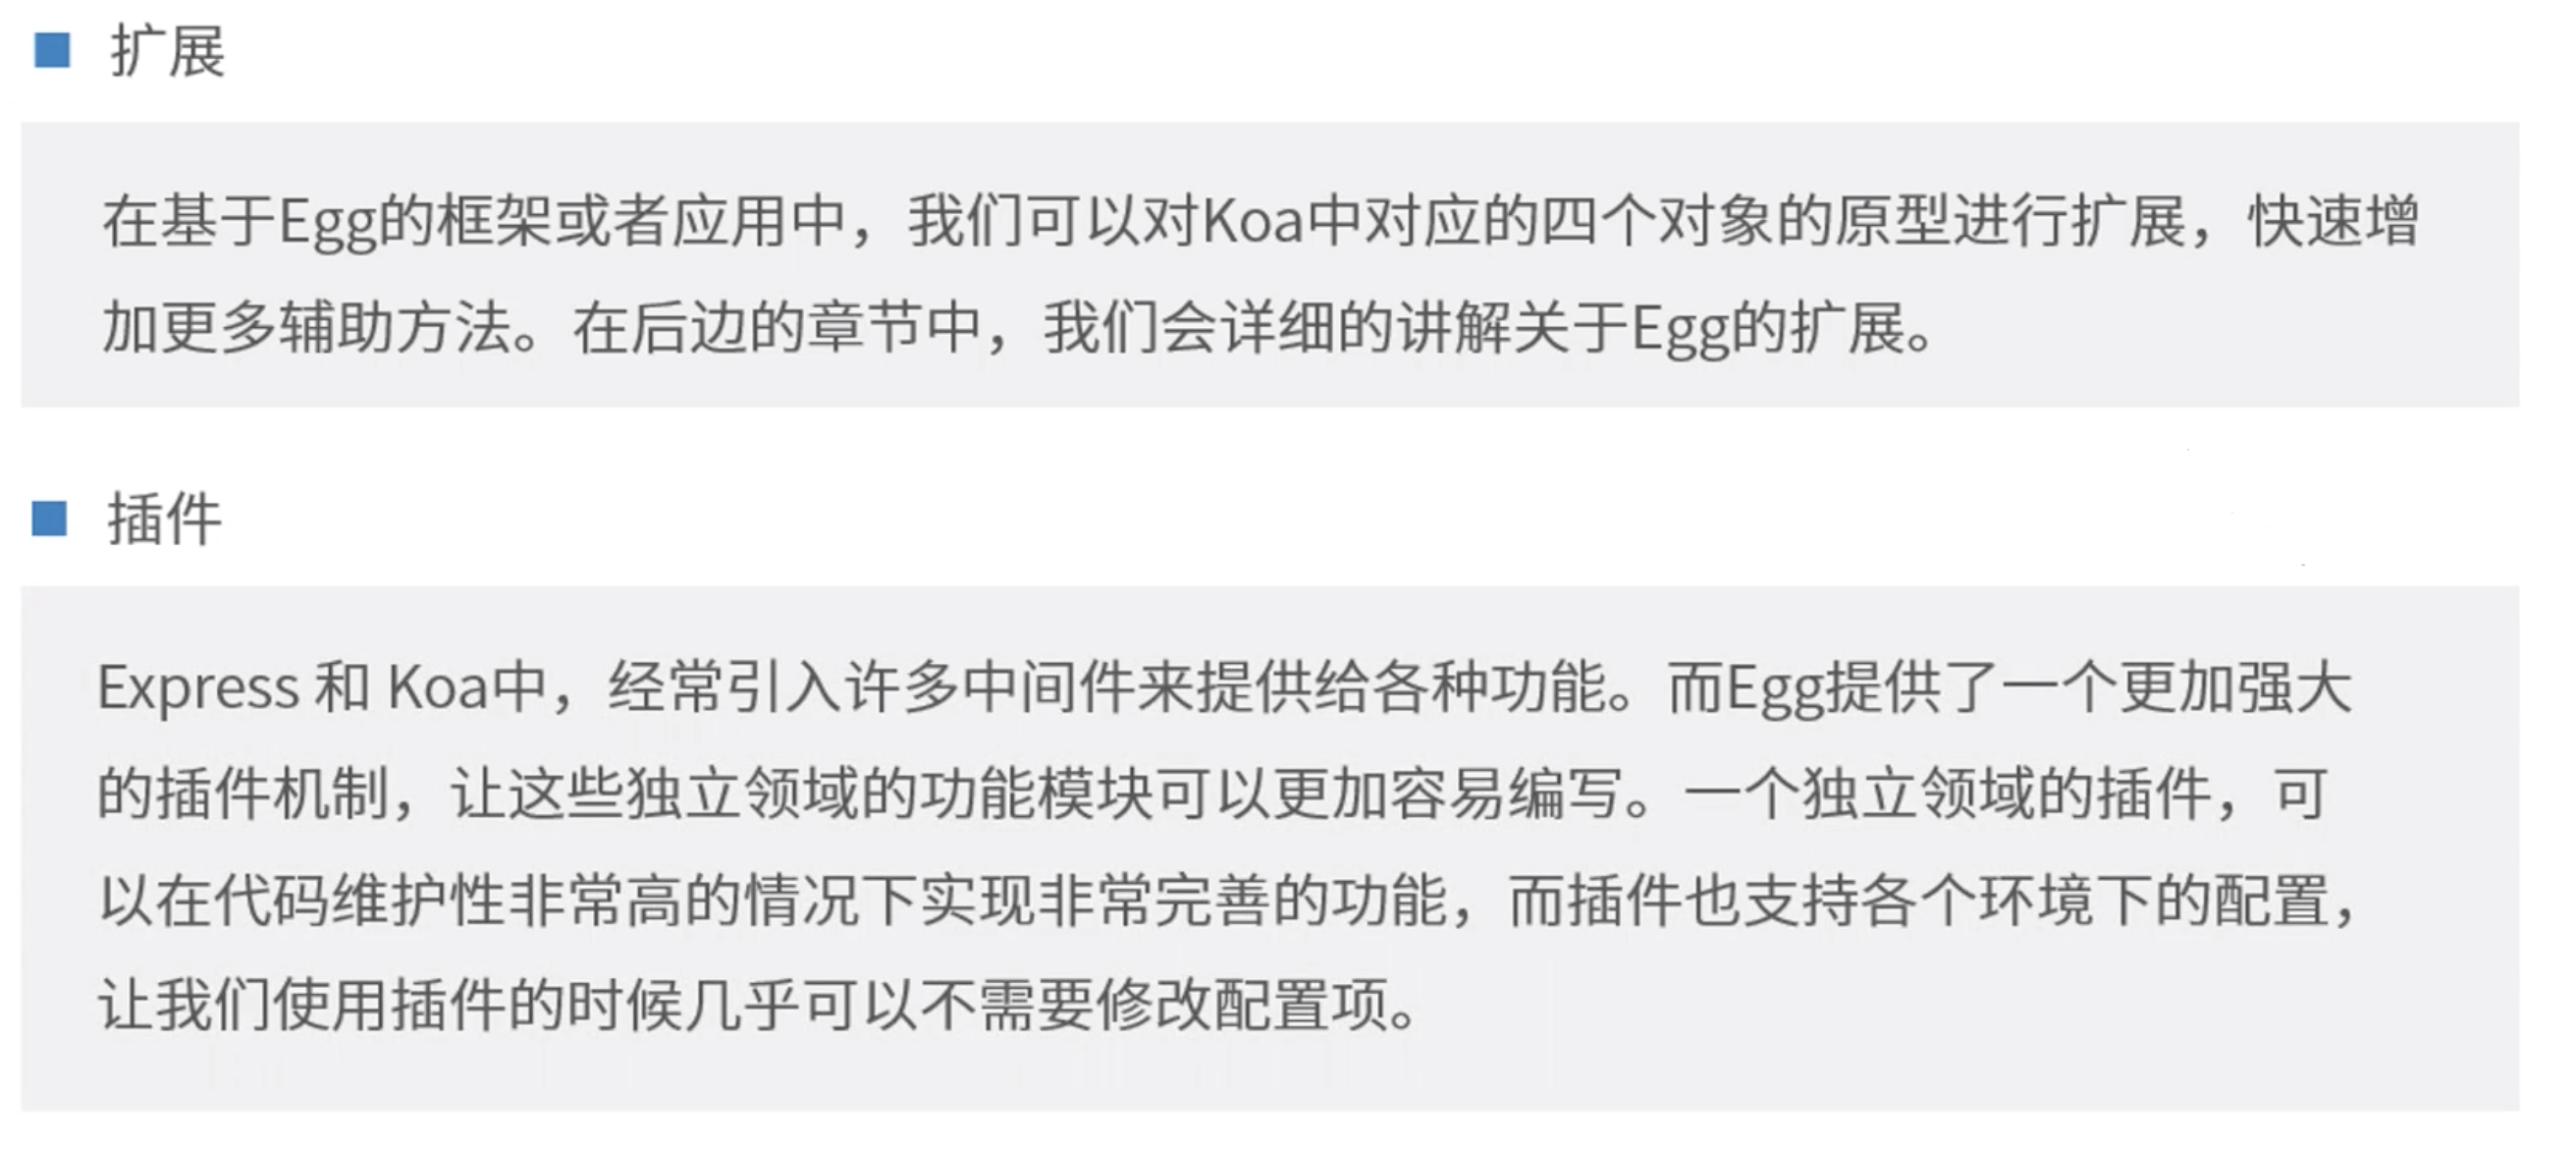 扩展
在基于Egg的框架或者应用中，我们可以对Koa中对应的四个对象的原型进行扩展，快速增
加更多辅助方法。在后边的章节中，我们会详细的讲解关于Egg的扩展。
插件
Express 和 Koa中，经常引入许多中间件来提供给各种功能。而Egg提供了一个更加强大
的插件机制，让这些独立领域的功能模块可以更加容易编写。一个独立领域的插件，可
以在代码维护性非常高的情况下实现非常完善的功能，而插件也支持各个环境下的配置，
让我们使用插件的时候几乎可以不需要修改配置项。